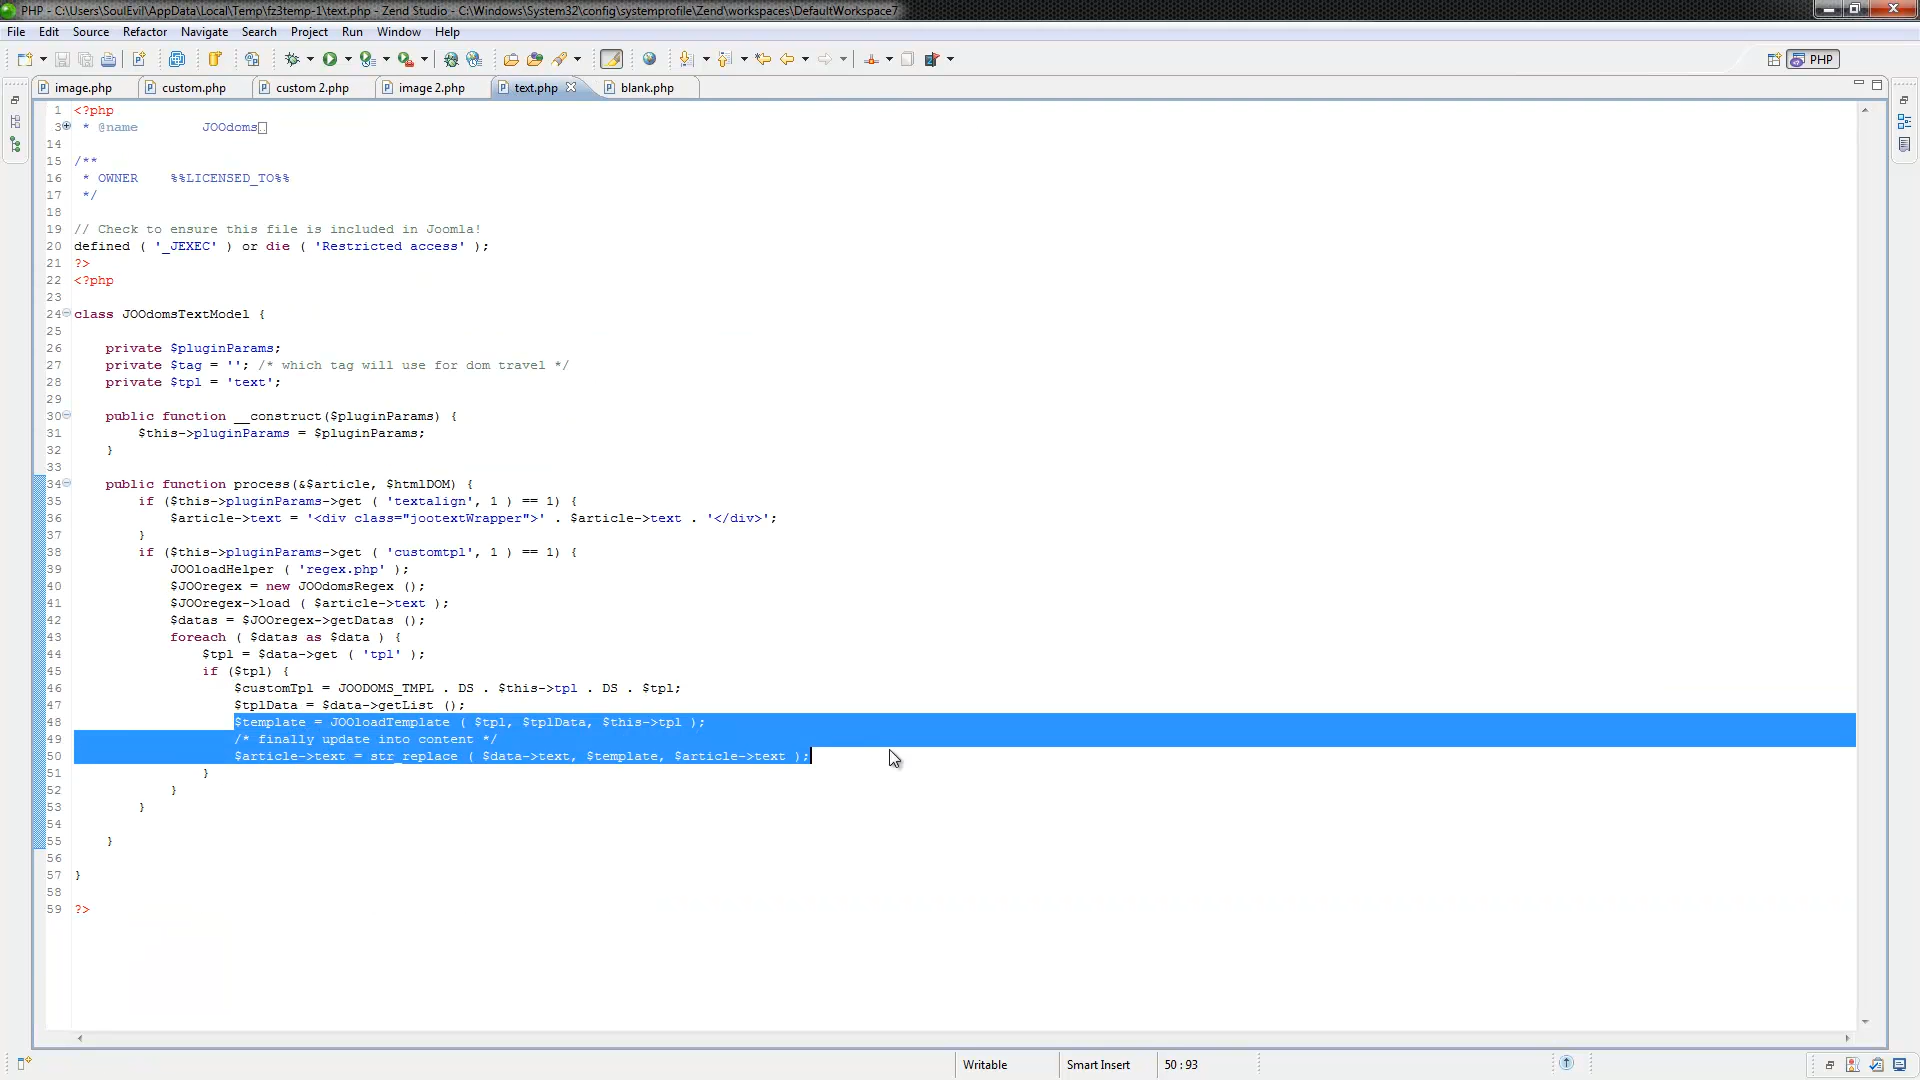 PHP - C:\Users\SoulEvil\AppData\Local\Temp\fz3temp-1\text.php - Zend Studio - C:\Windows\System32\config\systemprofile\Zend\workspaces\DefaultWorkspace7
File Edit Source Refactor Navigate Search Project Run Window Help
PHP
image.php custom.php custom 2.php image 2.php text.php blank.php
1 <?php
3 * @name JOOdoms
14
15 /**
16 * OWNER %%LICENSED_TO%%
17 */
18
19 // Check to ensure this file is included in Joomla!
20 defined ( '_JEXEC' ) or die ( 'Restricted access' );
21 ?>
22 <?php
23
24 class JOOdomsTextModel {
25
26 private $pluginParams;
27 private $tag = ''; /* which tag will use for dom travel */
28 private $tpl = 'text';
29
30 public function __construct($pluginParams) {
31 $this->pluginParams = $pluginParams;
32 }
33
34 public function process(&$article, $htmlDOM) {
35 if ($this->pluginParams->get ( 'textalign', 1 ) == 1) {
36 $article->text = '<div class="jootextWrapper">' . $article->text . '</div>';
37 }
38 if ($this->pluginParams->get ( 'customtpl', 1 ) == 1) {
39 JOOloadHelper ( 'regex.php' );
40 $JOOregex = new JOOdomsRegex ();
41 $JOOregex->load ( $article->text );
42 $datas = $JOOregex->getDatas ();
43 foreach ( $datas as $data ) {
44 $tpl = $data->get ( 'tpl' );
45 if ($tpl) {
46 $customTpl = JOODOMS_TMPL . DS . $this->tpl . DS . $tpl;
47 $tplData = $data->getList ();
48 $template = JOOloadTemplate ( $tpl, $tplData, $this->tpl );
49 /* finally update into content */
50 $article->text = str_replace ( $data->text, $template, $article->text );
51 }
52 }
53 }
54
55 }
56
57 }
58
59 ?>
Writable Smart Insert 50 : 93